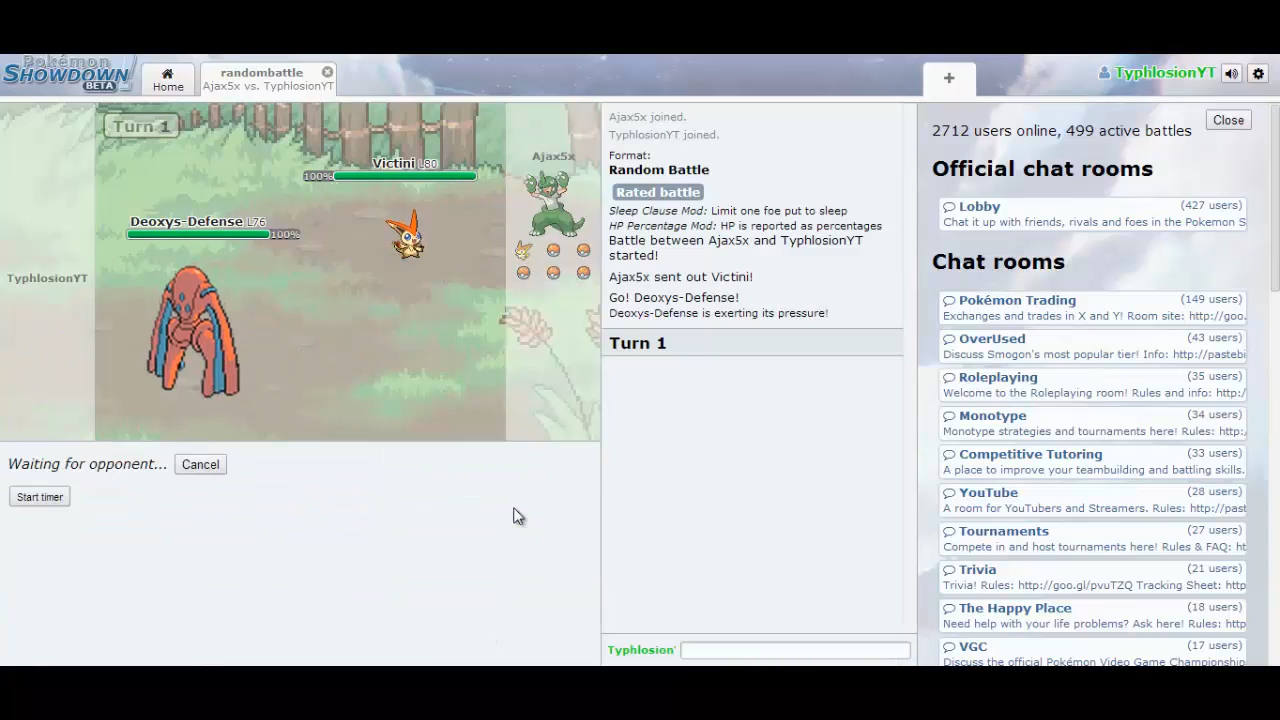 Pokémon
SHOWDOWN
BETA
Home
randombattle
Ajax5x vs. TyphlosionYT
+
TyphlosionYT
Turn 1
Victini L80
100%
Deoxys-Defense L76
100%
TyphlosionYT
Ajax5x
Waiting for opponent... Cancel
Start timer
Ajax5x joined.
TyphlosionYT joined.
Format:
Random Battle
Rated battle
Sleep Clause Mod: Limit one foe put to sleep
HP Percentage Mod: HP is reported as percentages
Battle between Ajax5x and TyphlosionYT
started!
Ajax5x sent out Victini!
Go! Deoxys-Defense!
Deoxys-Defense is exerting its pressure!
Turn 1
Typhlosion'
Close
2712 users online, 499 active battles
Official chat rooms
Lobby (427 users)
Chat it up with friends, rivals and foes in the Pokemon S
Chat rooms
Pokémon Trading (149 users)
Exchanges and trades in X and Y! Room site: http://goo.
OverUsed (43 users)
Discuss Smogon's most popular tier! Info: http://pastebi
Roleplaying (35 users)
Welcome to the Roleplaying room! Rules and info: http:/
Monotype (34 users)
Monotype strategies and tournaments here! Rules: http:/
Competitive Tutoring (33 users)
A place to improve your teambuilding and battling skills.
YouTube (28 users)
A room for YouTubers and Streamers. Rules: http://past
Tournaments (27 users)
Compete in and host tournaments here! Rules & FAQ: ht
Trivia (21 users)
Trivia! Rules: http://goo.gl/pvuTZQ Tracking Sheet: http
The Happy Place (18 users)
Need help with your life problems? Ask here! Rules: http
VGC (17 users)
Discuss the official Pokémon Video Game Championship